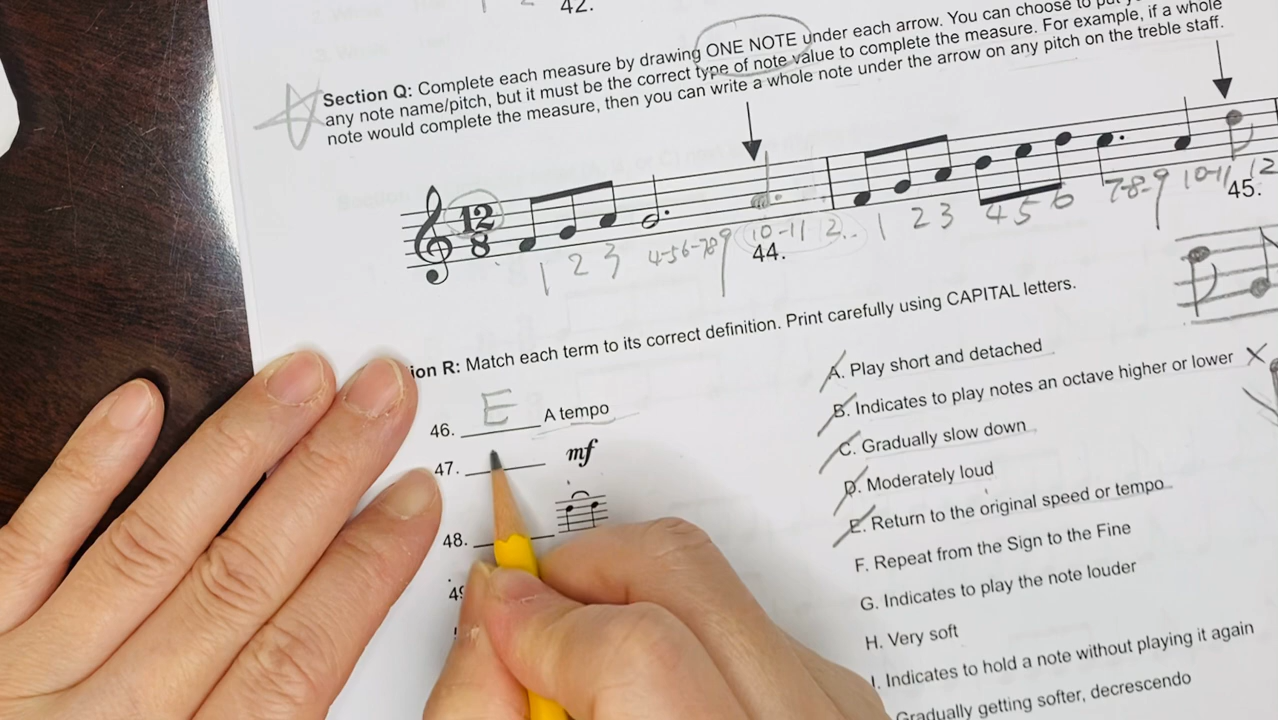 42.
Section Q: Complete each measure by drawing ONE NOTE under each arrow. You can choose to
any note name/pitch, but it must be the correct type of note value to complete the measure. For example, if a whole
note would complete the measure, then you can write a whole note under the arrow on any pitch on the treble staff.
12
8
1 2 3 4-5 6-7 8 9 10-11 12 1 2 3 4 5 6 7-8-9 10-11 12
44.
45.
ion R: Match each term to its correct definition. Print carefully using CAPITAL letters.
46. E A tempo
47. mf
48.
A. Play short and detached
B. Indicates to play notes an octave higher or lower X
C. Gradually slow down
D. Moderately loud
E. Return to the original speed or tempo
F. Repeat from the Sign to the Fine
G. Indicates to play the note louder
H. Very soft
I. Indicates to hold a note without playing it again
Gradually getting softer, decrescendo